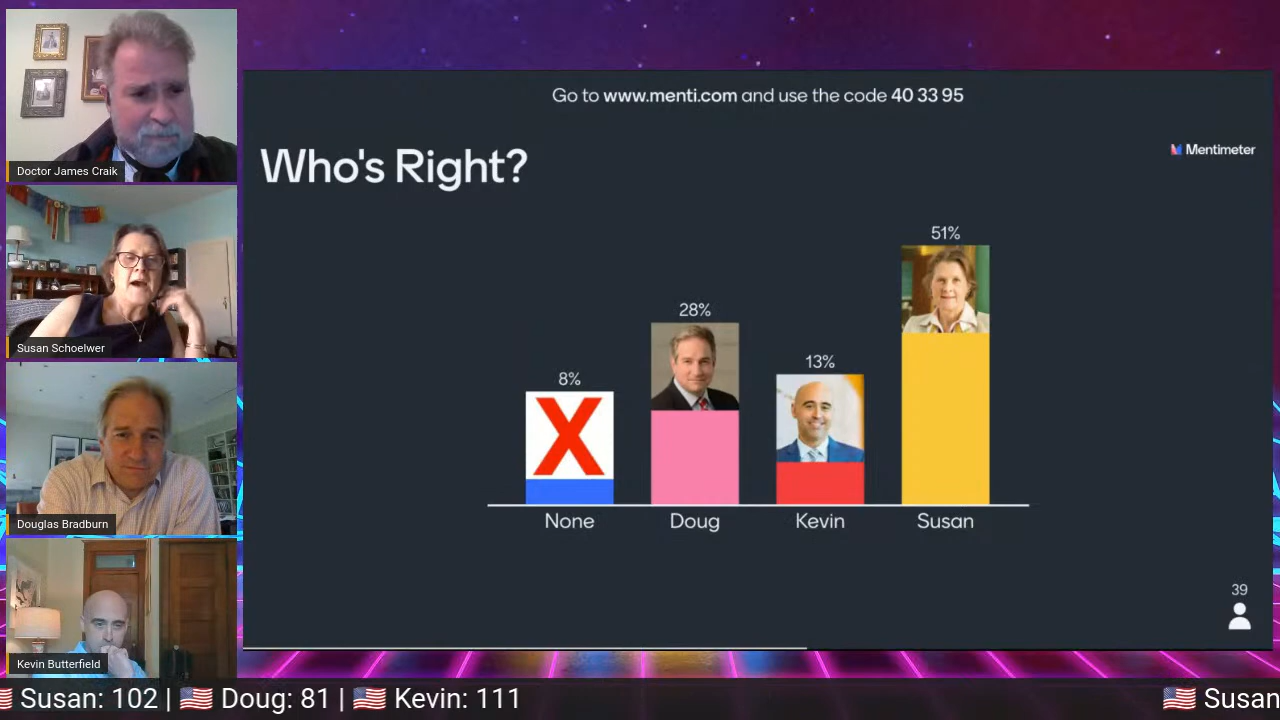 Doctor James Craik
Susan Schoelwer
Douglas Bradburn
Kevin Butterfield
Go to www.menti.com and use the code 40 33 95
Who's Right?
Mentimeter
8%
28%
13%
51%
X
None
Doug
Kevin
Susan
39
Susan: 102 | 🇺🇸 Doug: 81 | 🇺🇸 Kevin: 111
🇺🇸 Susan